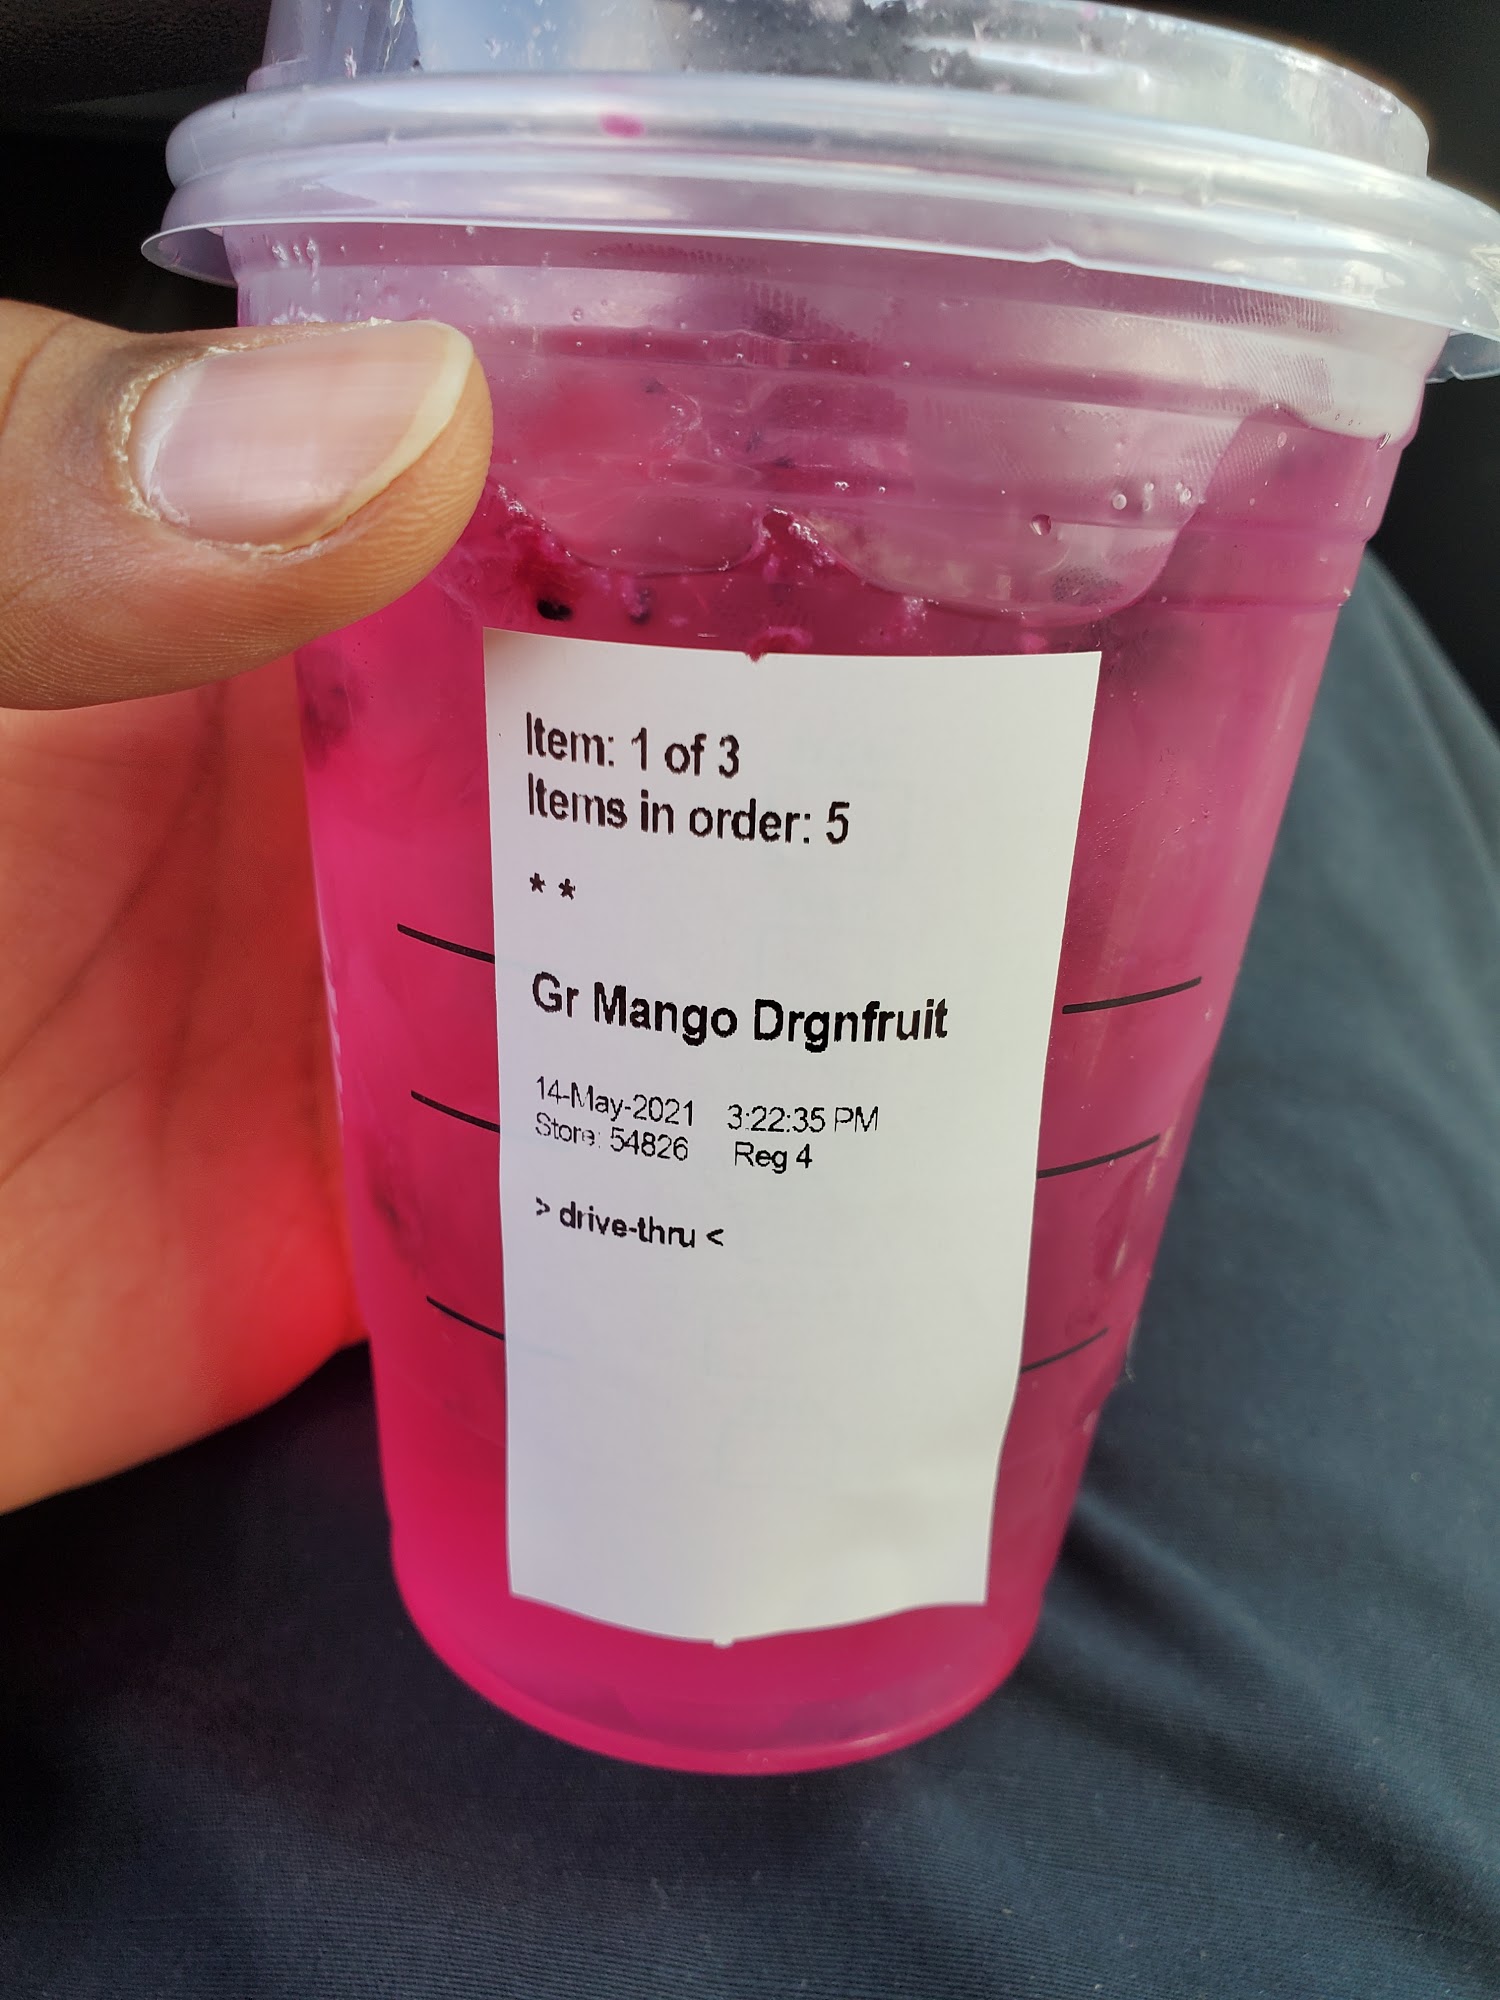 Item: 1 of 3
Items in order: 5
* *
Gr Mango Drgnfruit
14-May-2021 3:22:35 PM
Store: 54826 Reg 4
> drive-thru <